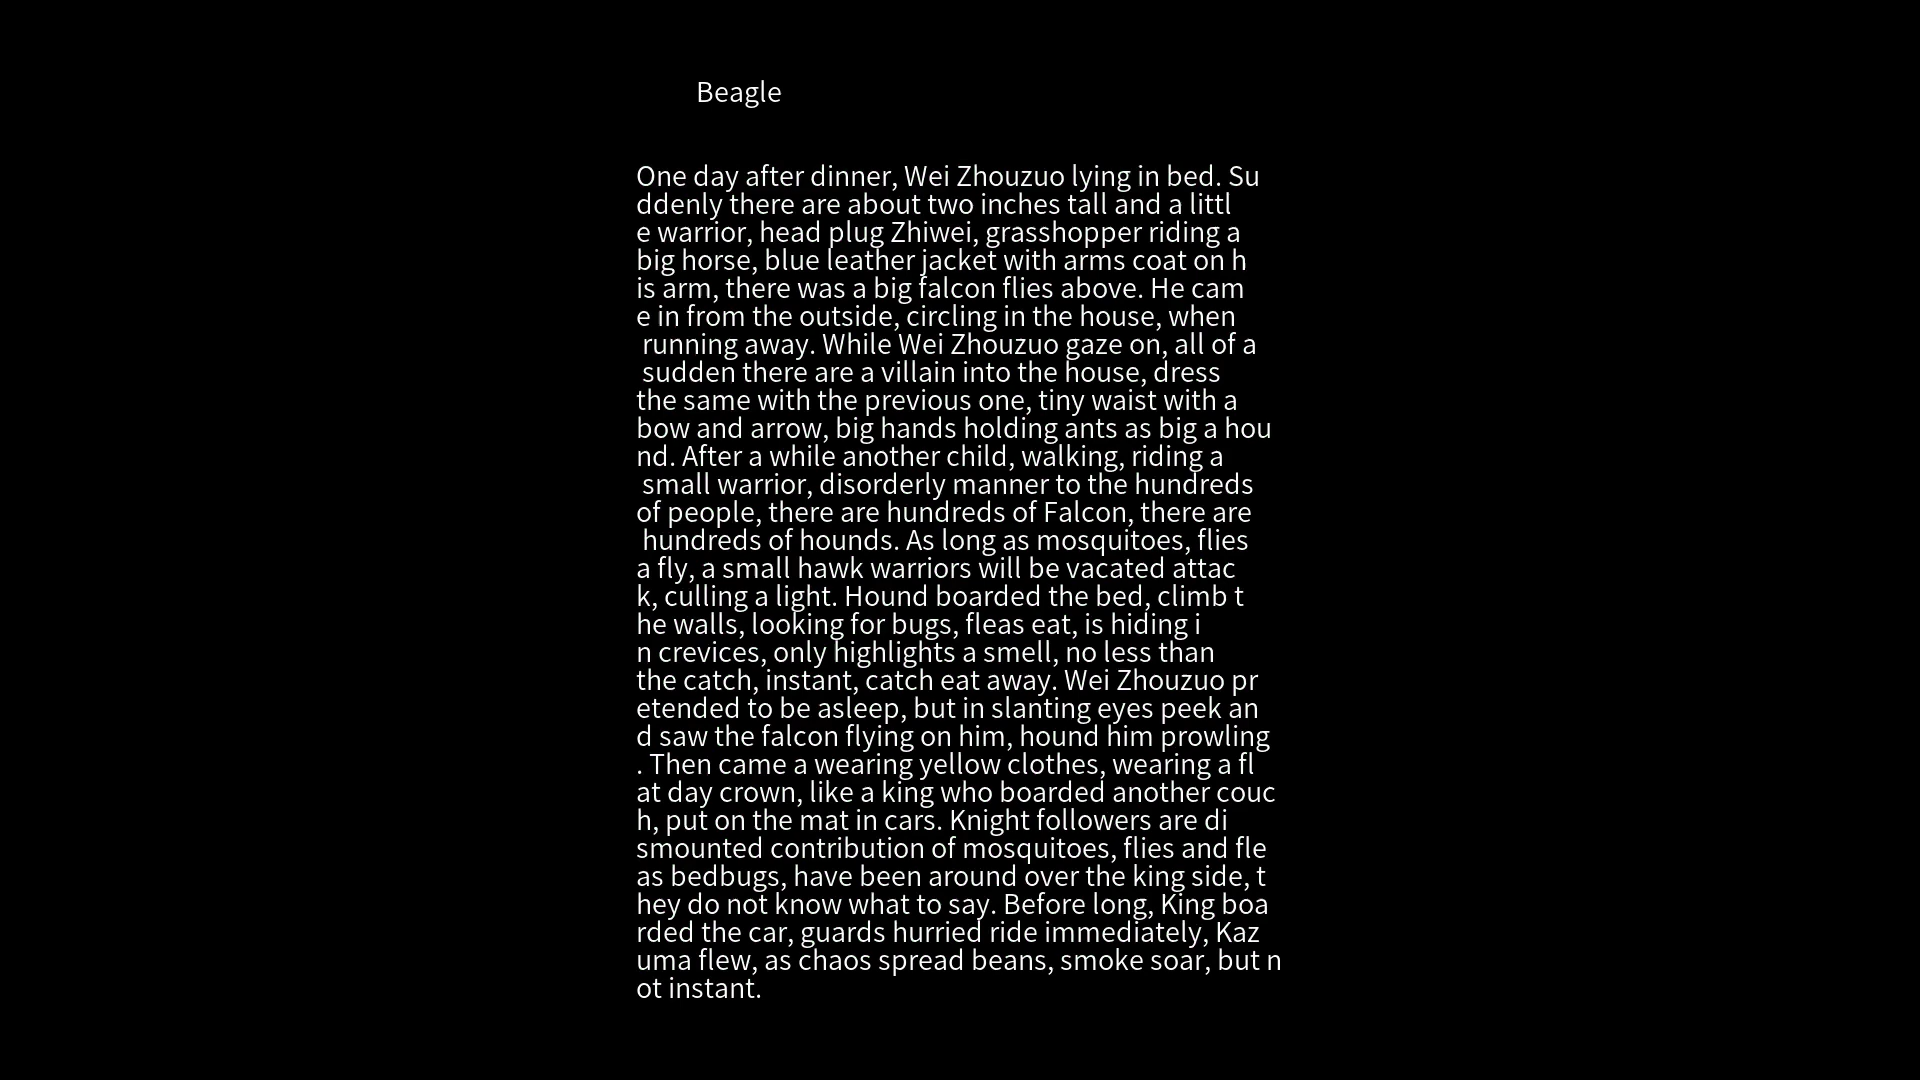 Beagle
One day after dinner, Wei Zhouzuo lying in bed. Su
ddenly there are about two inches tall and a littl
e warrior, head plug Zhiwei, grasshopper riding a
big horse, blue leather jacket with arms coat on h
is arm, there was a big falcon flies above. He cam
e in from the outside, circling in the house, when
running away. While Wei Zhouzuo gaze on, all of a
sudden there are a villain into the house, dress
the same with the previous one, tiny waist with a
bow and arrow, big hands holding ants as big a hou
nd. After a while another child, walking, riding a
small warrior, disorderly manner to the hundreds
of people, there are hundreds of Falcon, there are
hundreds of hounds. As long as mosquitoes, flies
a fly, a small hawk warriors will be vacated attac
k, culling a light. Hound boarded the bed, climb t
he walls, looking for bugs, fleas eat, is hiding i
n crevices, only highlights a smell, no less than
the catch, instant, catch eat away. Wei Zhouzuo pr
etended to be asleep, but in slanting eyes peek an
d saw the falcon flying on him, hound him prowling
. Then came a wearing yellow clothes, wearing a fl
at day crown, like a king who boarded another couc
h, put on the mat in cars. Knight followers are di
smounted contribution of mosquitoes, flies and fle
as bedbugs, have been around over the king side, t
hey do not know what to say. Before long, King boa
rded the car, guards hurried ride immediately, Kaz
uma flew, as chaos spread beans, smoke soar, but n
ot instant.